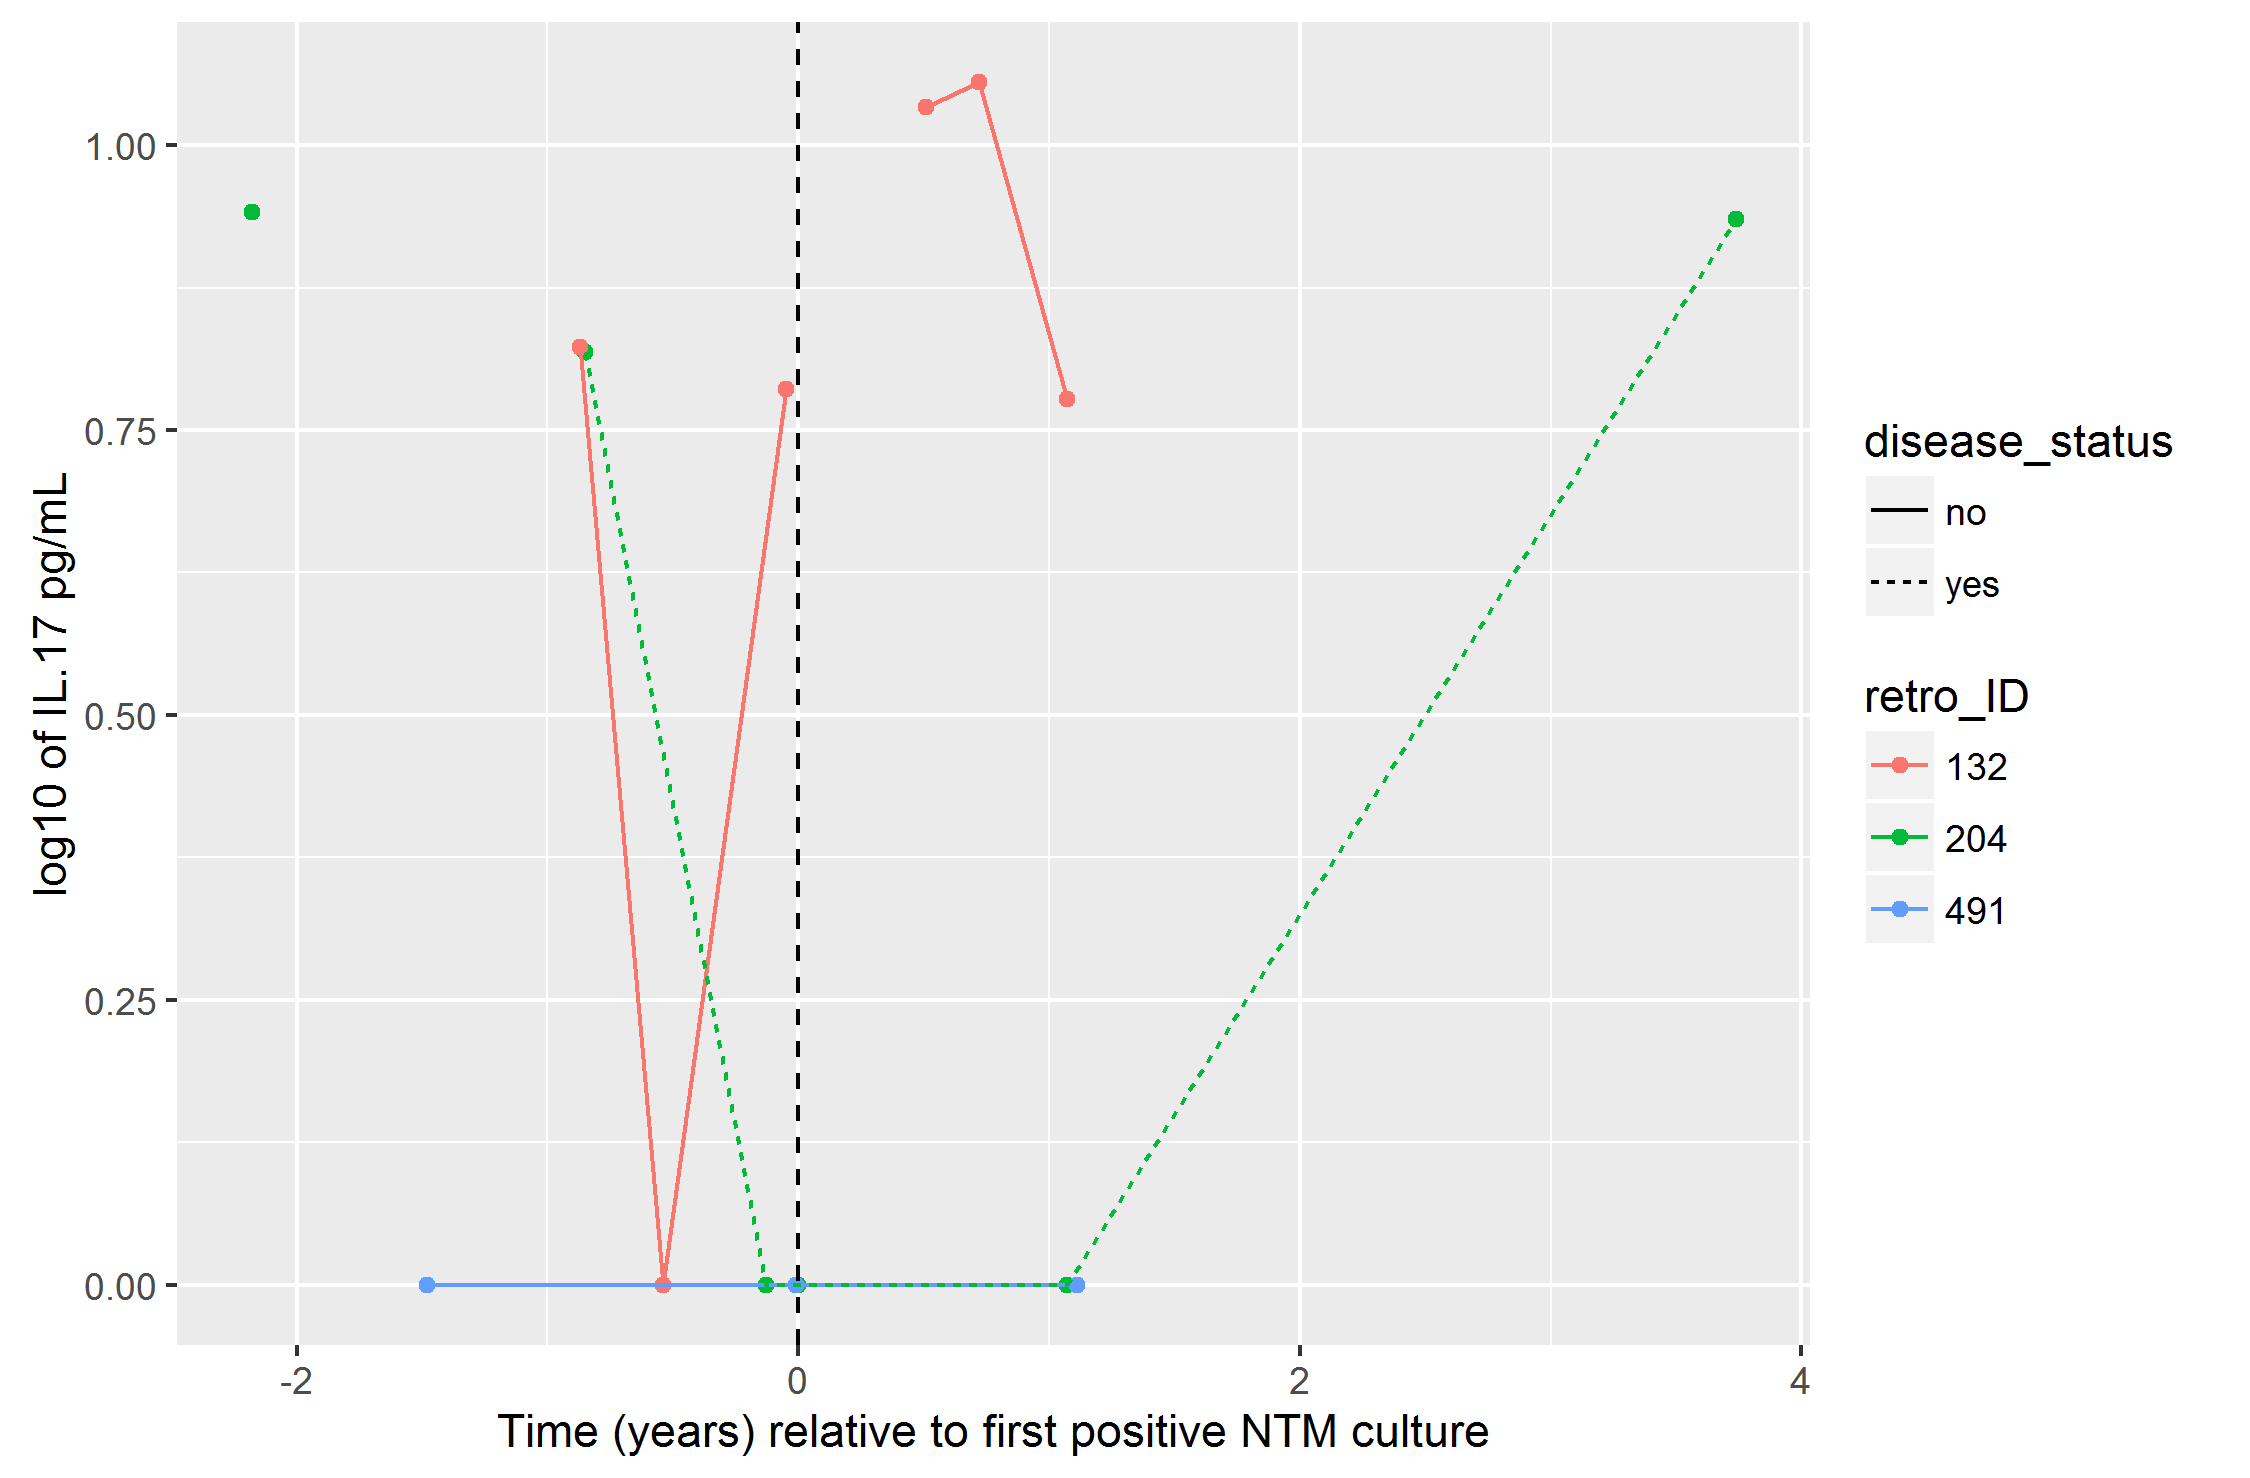 log10 of IL.17 pg/mL
1.00
0.75
0.50
0.25
0.00
-2
0
2
4
Time (years) relative to first positive NTM culture
disease_status
no
yes
retro_ID
132
204
491